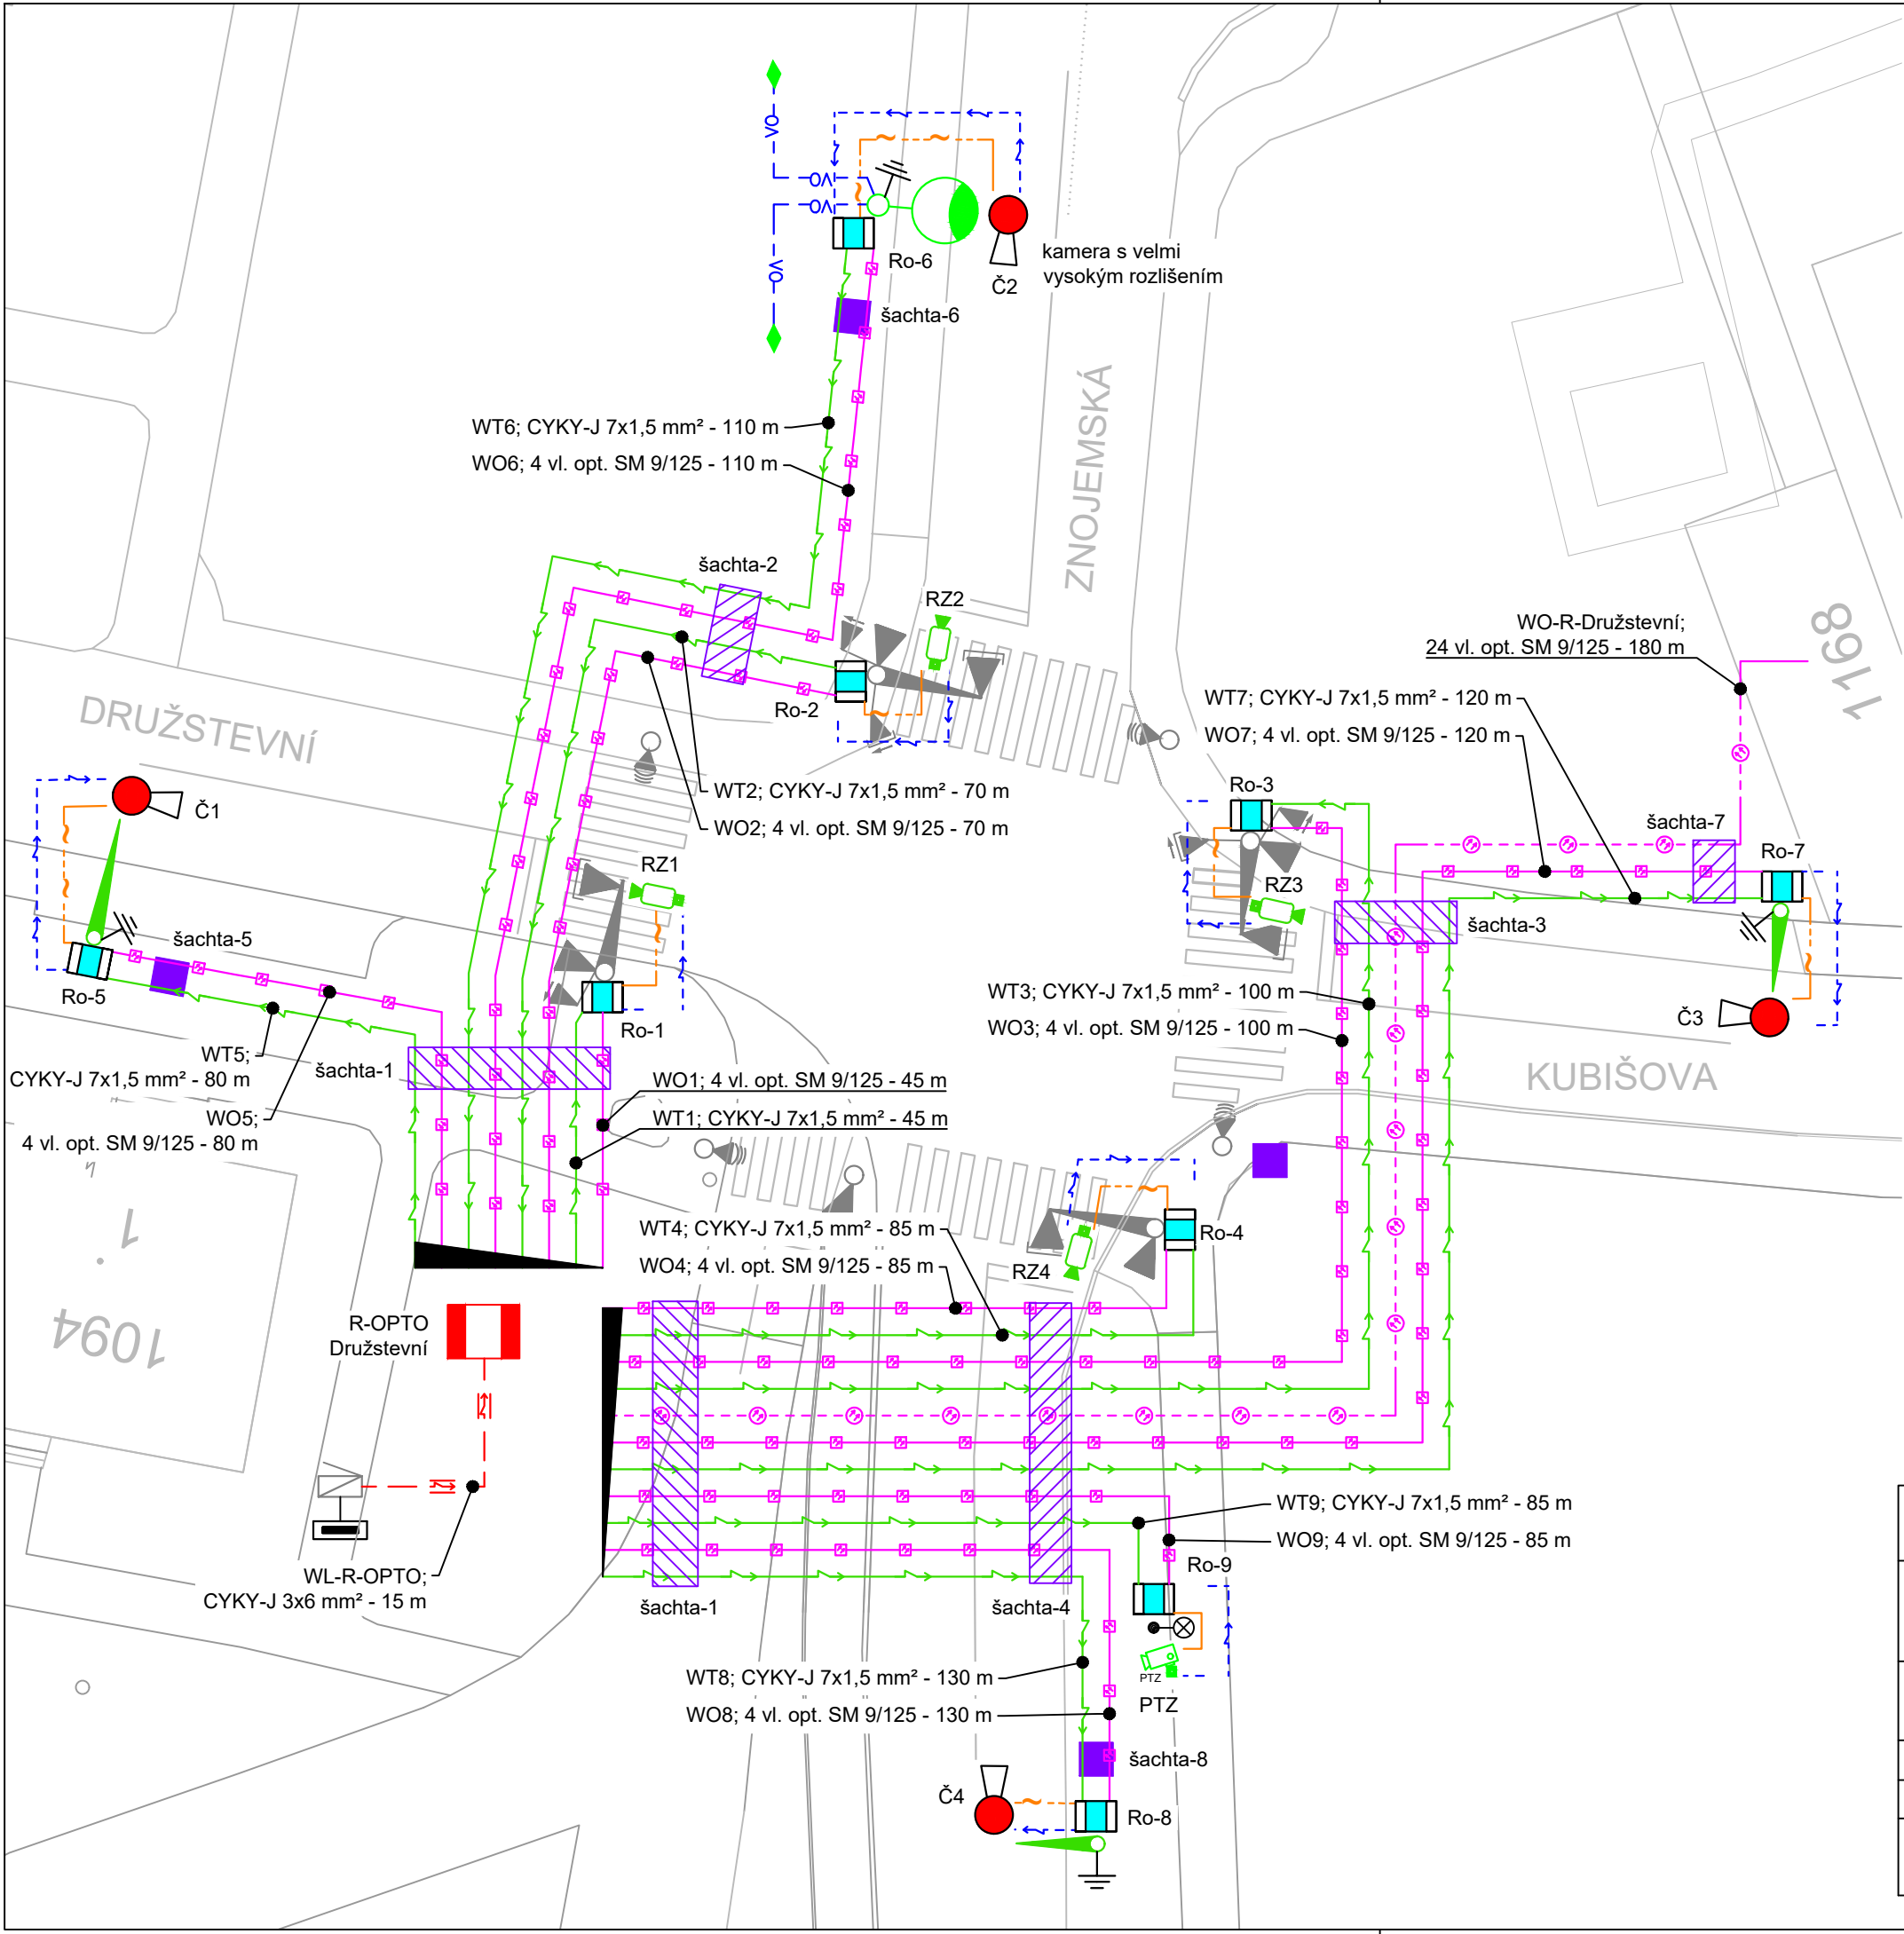 VO
VO
VO
VO
Ro-6
Č2
kamera s velmi
vysokým rozlišením
šachta-6
ZNOJEMSKÁ
WT6; CYKY-J 7x1,5 mm² - 110 m
WO6; 4 vl. opt. SM 9/125 - 110 m
šachta-2
RZ2
Ro-2
WO-R-Družstevní;
24 vl. opt. SM 9/125 - 180 m
1168
WT7; CYKY-J 7x1,5 mm² - 120 m
WO7; 4 vl. opt. SM 9/125 - 120 m
DRUŽSTEVNÍ
WT2; CYKY-J 7x1,5 mm² - 70 m
WO2; 4 vl. opt. SM 9/125 - 70 m
Č1
RZ1
Ro-3
RZ3
šachta-7
Ro-7
šachta-3
šachta-5
Ro-5
Ro-1
WT3; CYKY-J 7x1,5 mm² - 100 m
WO3; 4 vl. opt. SM 9/125 - 100 m
Č3
KUBIŠOVA
WT5;
CYKY-J 7x1,5 mm² - 80 m
WO5;
4 vl. opt. SM 9/125 - 80 m
šachta-1
WO1; 4 vl. opt. SM 9/125 - 45 m
WT1; CYKY-J 7x1,5 mm² - 45 m
WT4; CYKY-J 7x1,5 mm² - 85 m
WO4; 4 vl. opt. SM 9/125 - 85 m
RZ4
Ro-4
1094
R-OPTO
Družstevní
WL-R-OPTO;
CYKY-J 3x6 mm² - 15 m
WT9; CYKY-J 7x1,5 mm² - 85 m
WO9; 4 vl. opt. SM 9/125 - 85 m
Ro-9
šachta-1
šachta-4
PTZ
PTZ
WT8; CYKY-J 7x1,5 mm² - 130 m
WO8; 4 vl. opt. SM 9/125 - 130 m
šachta-8
Č4
Ro-8